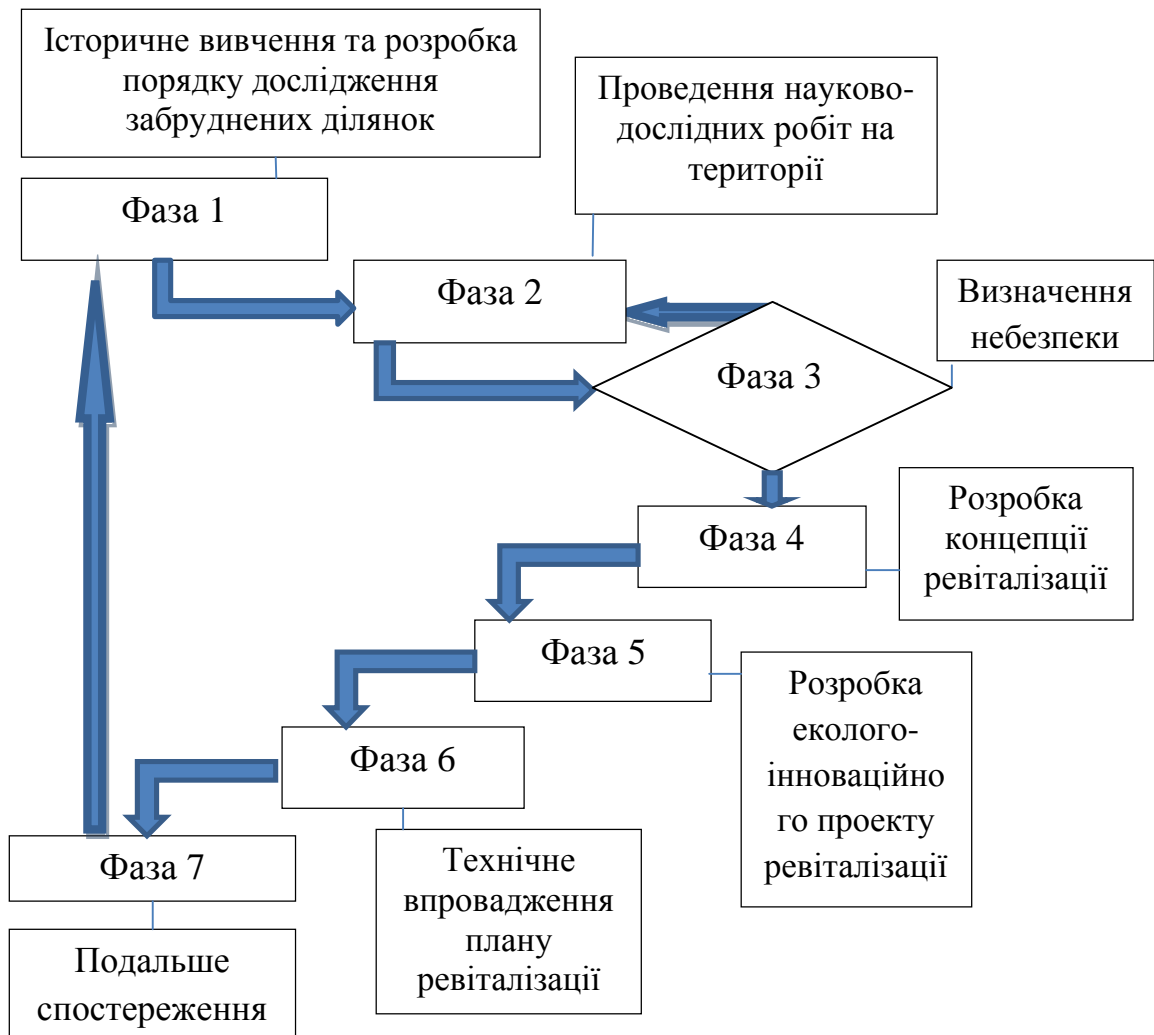 Історичне вивчення та розробка
порядку дослідження
забруднених ділянок
Проведення науково-
дослідних робіт на
території
Фаза 1
Фаза 2
Визначення
небезпеки
Фаза 3
Фаза 4
Розробка
концепції
ревіталізації
Фаза 5
Розробка
еколого-
інноваційно
го проекту
ревіталізації
Фаза 6
Технічне
впровадження
плану
ревіталізації
Фаза 7
Подальше
спостереження